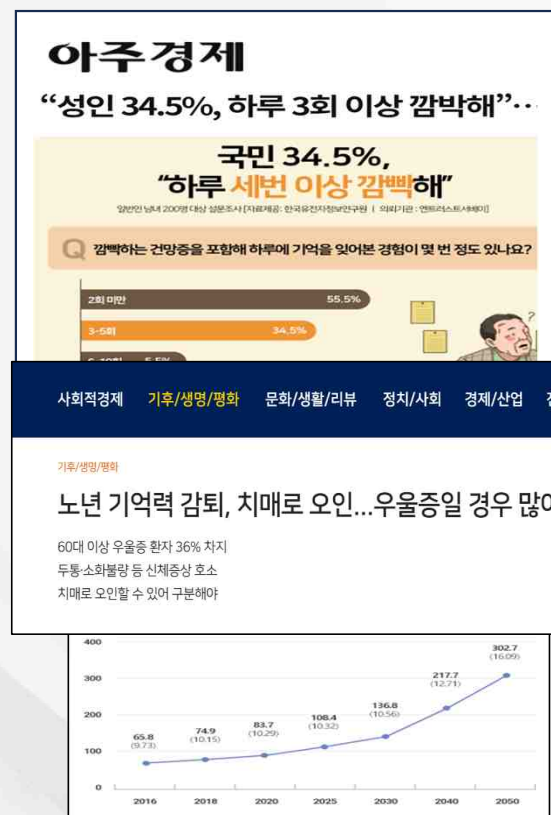 아주경제
“성인 34.5%, 하루 3회 이상 깜박해”··
국민 34.5%,
“하루 세번 이상 깜빡해”
일반인 남녀 200명 대상 설문조사 [자료제공: 한국유전자정보연구원 | 의뢰기관 : 엔트러스트서베이]
Q 깜빡하는 건망증을 포함해 하루에 기억을 잊어본 경험이 몇 번 정도 있나요?
2회 미만 55.5%
3-5회 34.5%
?
사회적경제 기후/생명/평화 문화/생활/리뷰 정치/사회 경제/산업
기후/생명/평화
노년 기억력 감퇴, 치매로 오인...우울증일 경우 많
60대 이상 우울증 환자 36% 차지
두통·소화불량 등 신체증상 호소
치매로 오인할 수 있어 구분해야
400
302.7
(16.09)
300
217.7
(12.71)
200
136.8
(10.56)
108.4
(10.32)
83.7
(10.29)
74.9
(10.15)
65.8
(9.73)
100
0
2016 2018 2020 2025 2030 2040 2050